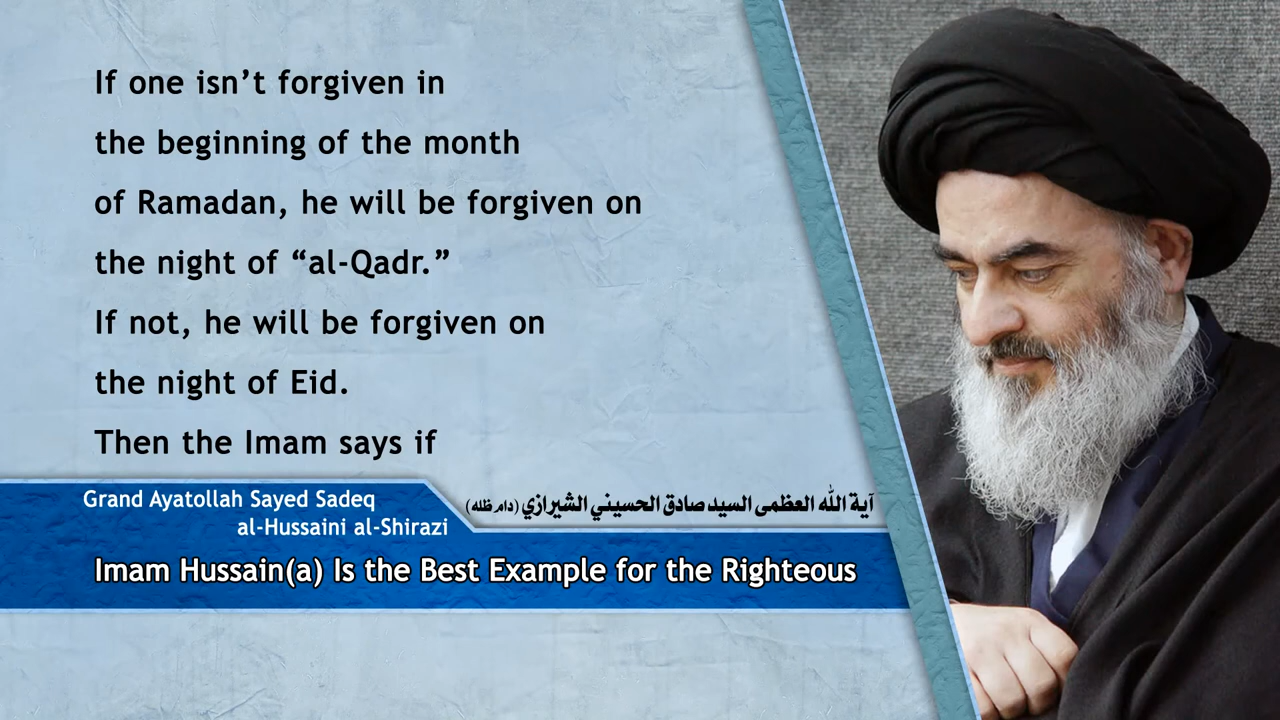 If one isn’t forgiven in
the beginning of the month
of Ramadan, he will be forgiven on
the night of “al-Qadr.”
If not, he will be forgiven on
the night of Eid.
Then the Imam says if
Grand Ayatollah Sayed Sadeq
al-Hussaini al-Shirazi
آية الله العظمى السيد صادق الحسيني الشيرازي (دام ظله)
Imam Hussain(a) Is the Best Example for the Righteous